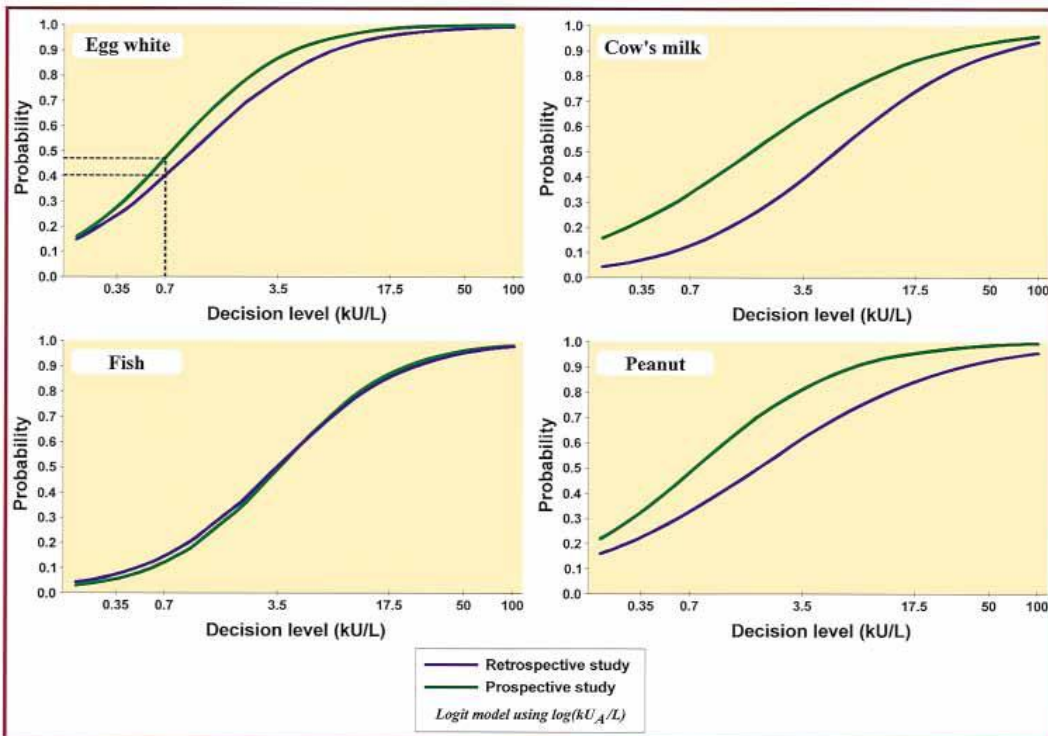 Egg white
Probability
1.0
0.9
0.8
0.7
0.6
0.5
0.4
0.3
0.2
0.1
0.0
0.35 0.7 3.5 17.5 50 100
Decision level (kU/L)
Cow's milk
Probability
1.0
0.9
0.8
0.7
0.6
0.5
0.4
0.3
0.2
0.1
0.0
0.35 0.7 3.5 17.5 50 100
Decision level (kU/L)
Fish
Probability
1.0
0.9
0.8
0.7
0.6
0.5
0.4
0.3
0.2
0.1
0.0
0.35 0.7 3.5 17.5 50 100
Decision level (kU/L)
Peanut
Probability
1.0
0.9
0.8
0.7
0.6
0.5
0.4
0.3
0.2
0.1
0.0
0.35 0.7 3.5 17.5 50 100
Decision level (kU/L)
Retrospective study
Prospective study
Logit model using log(kU_A/L)